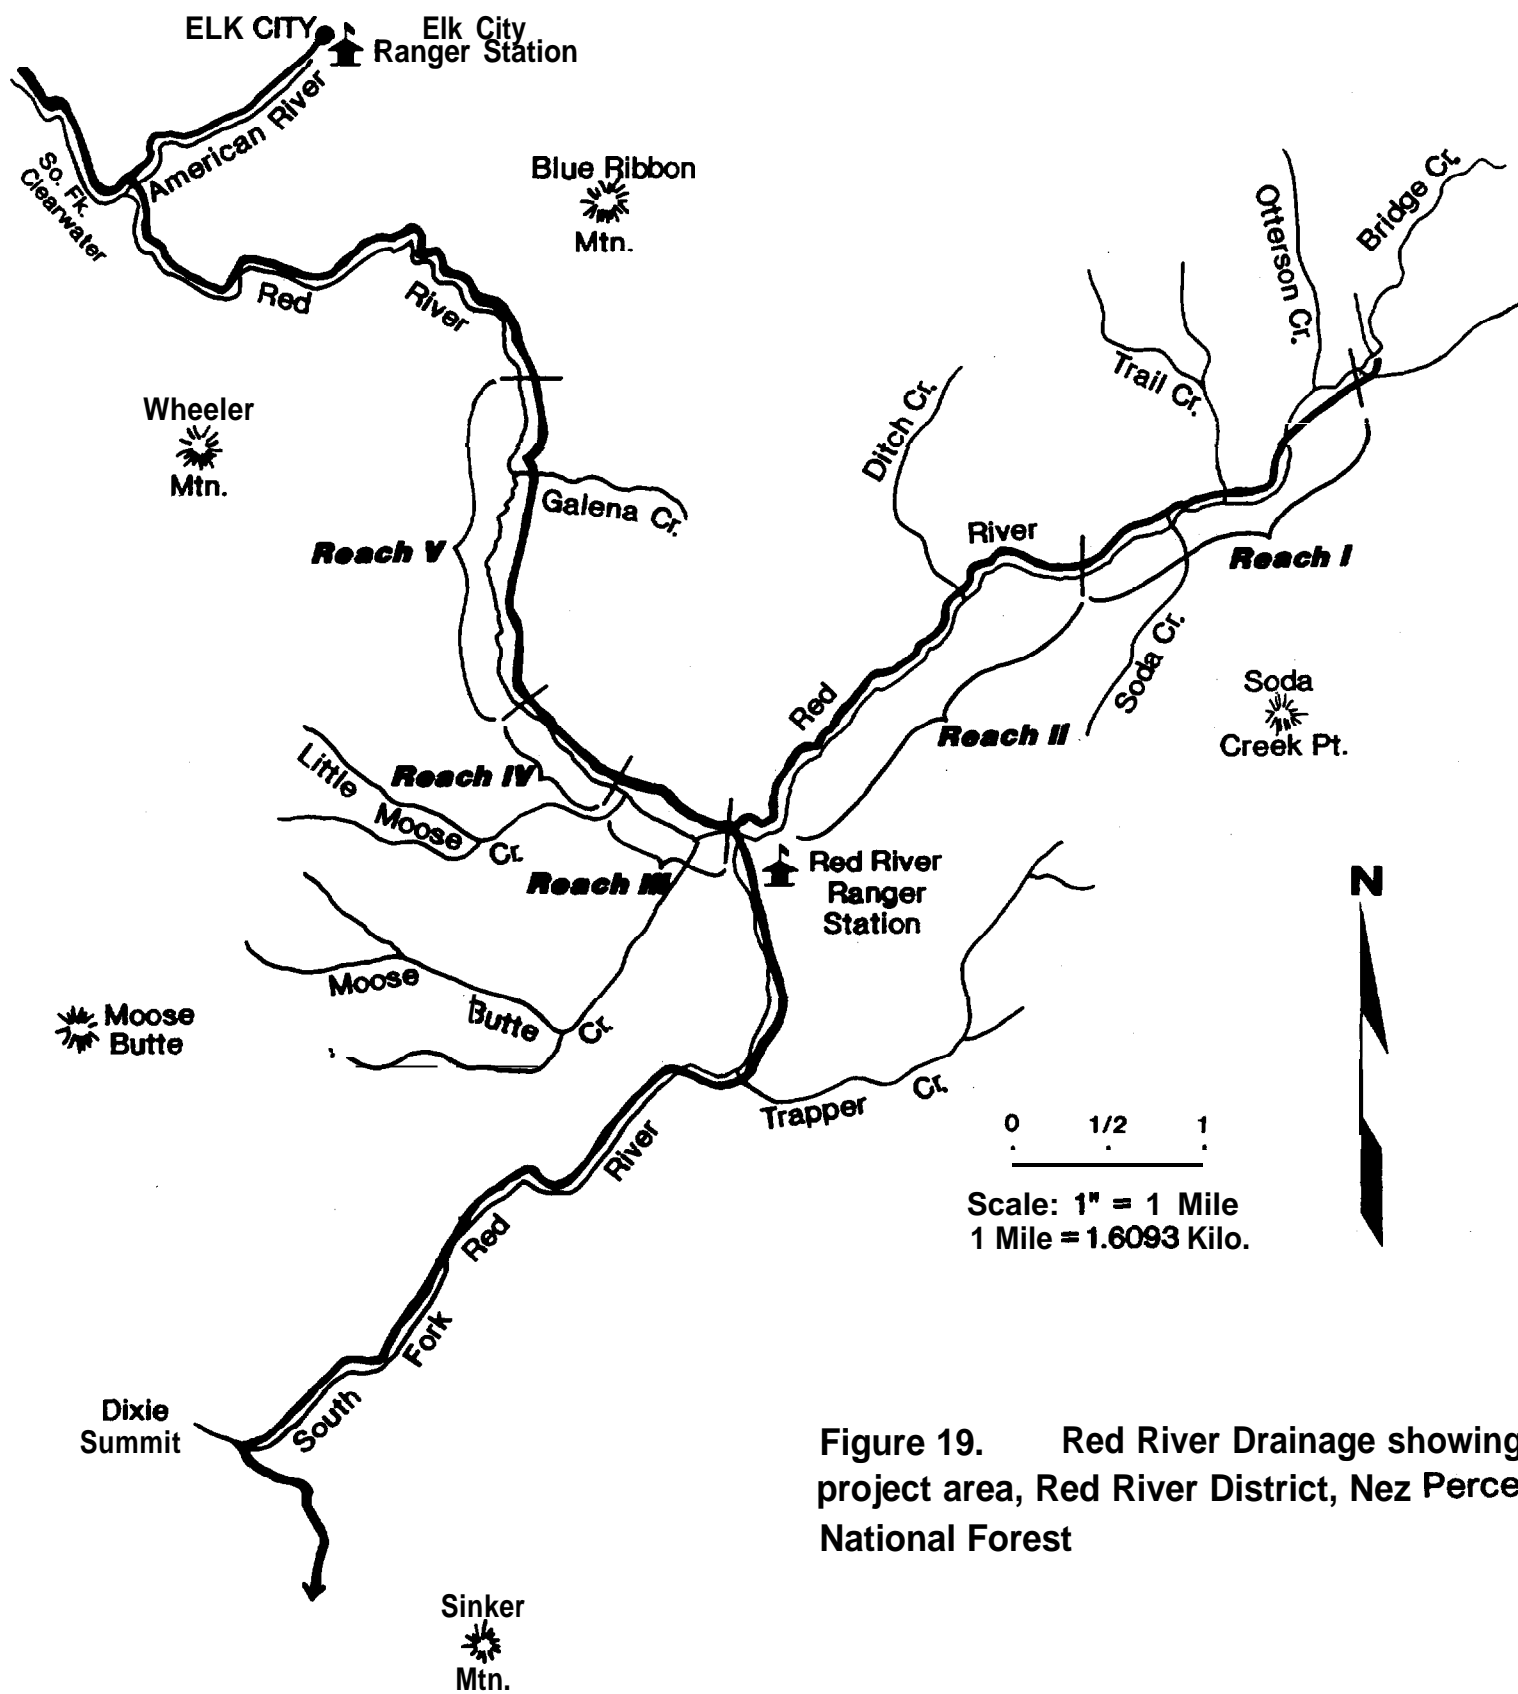 ELK CITY
Elk City
Ranger Station
American River
So. Fk.
Clearwater
Blue Ribbon
Mtn.
Red
River
Otterson Cr.
Bridge Cr.
Trail Cr.
Ditch Cr.
Wheeler
Mtn.
Galena Cr.
Reach V
River
Reach I
Soda Cr.
Soda
Creek Pt.
Red
Reach II
Little
Moose
Cr.
Reach IV
Reach III
Red River
Ranger
Station
N
Moose
Butte
Cr.
Moose
Butte
Trapper
Cr.
0 1/2 1
Scale: 1" = 1 Mile
1 Mile = 1.6093 Kilo.
River
Red
Fork
South
Dixie
Summit
Figure 19. Red River Drainage showing
project area, Red River District, Nez Perce
National Forest
Sinker
Mtn.